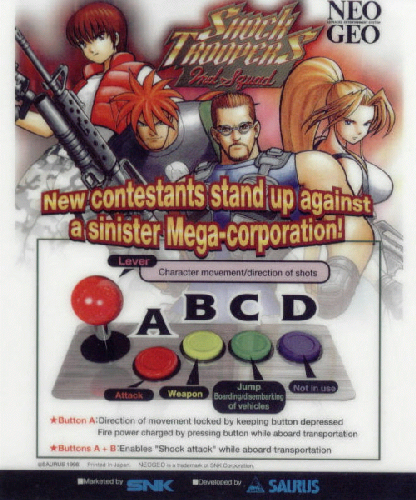 NEO
GEO
SHOCK
TROOPERS
2nd Squad
New contestants stand up against
a sinister Mega-corporation!
Lever
Character movement/direction of shots
A B C D
Attack
Weapon
Jump
Boarding/disembarking
of vehicles
Not in use
★Button A:Direction of movement locked by keeping button depressed
Fire power charged by pressing button while aboard transportation
★Buttons A + B:Enables "Shock attack" while aboard transportation
©SAURUS 1998 Printed in Japan NEOGEO is a trademark of SNK Corporation.
■Marketed by SNK ■Developed by SAURUS